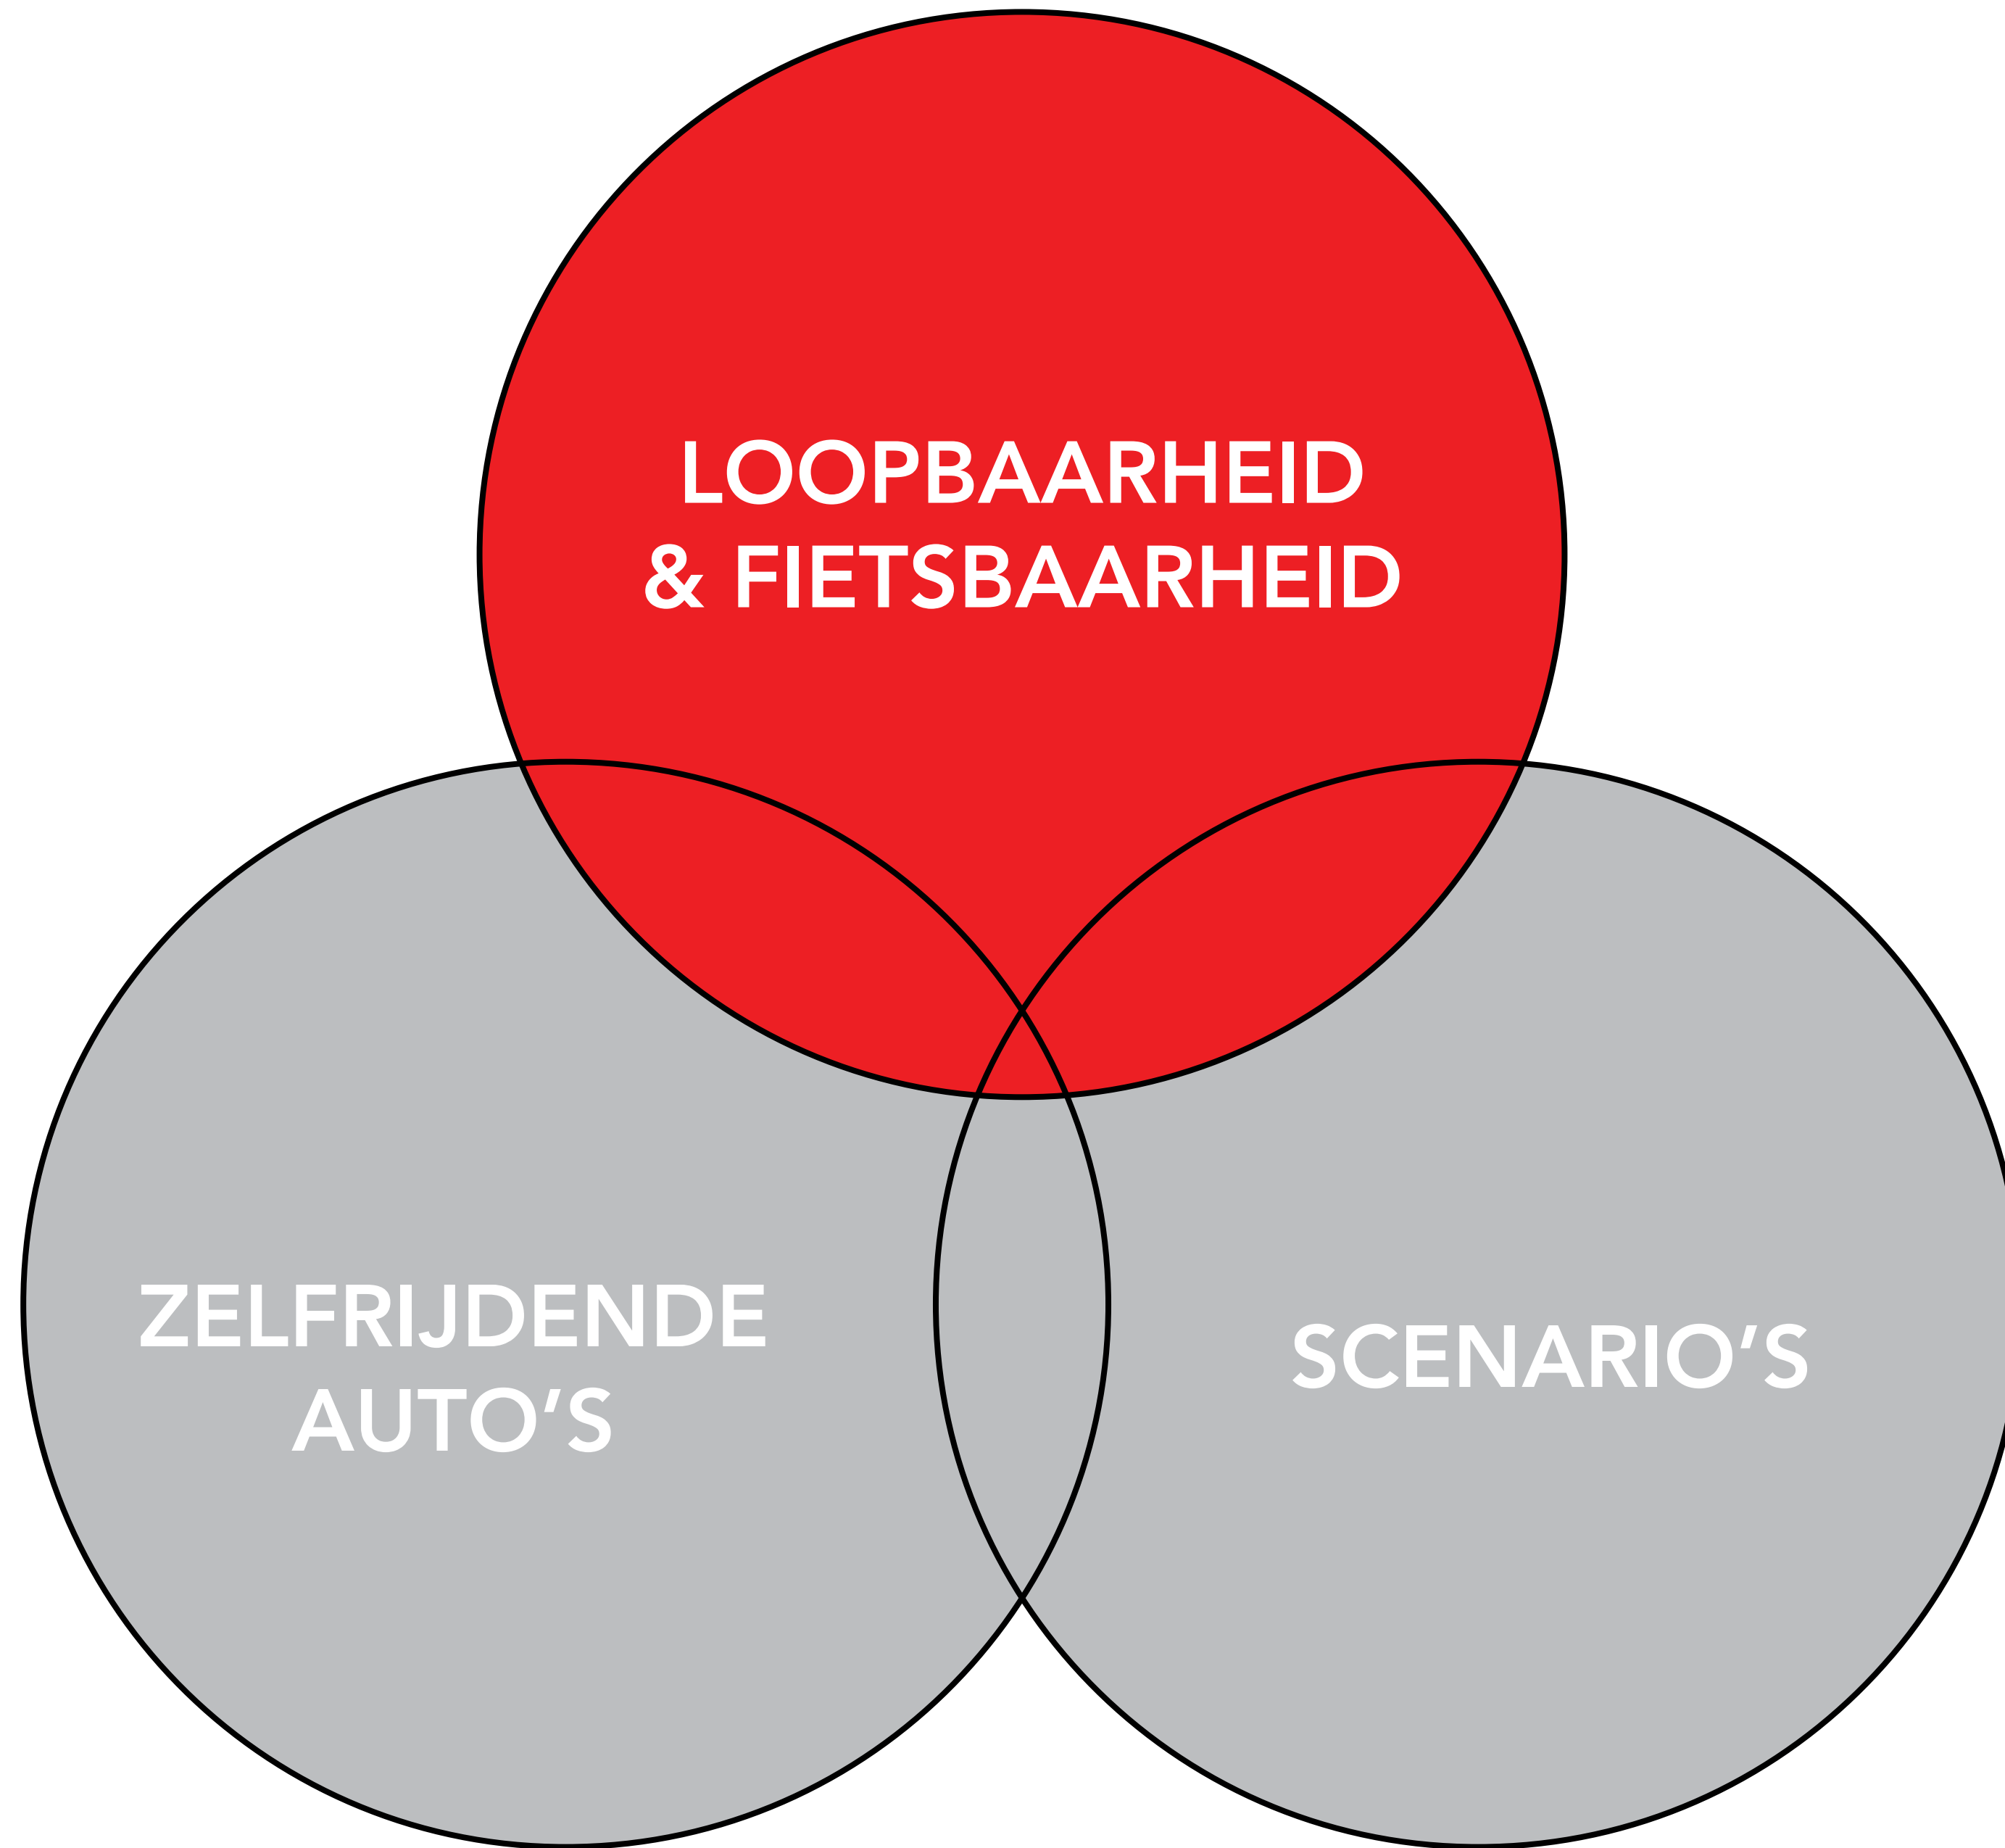 LOOPBAARHEID
& FIETSBAARHEID
ZELFRIJDENDE
AUTO'S
SCENARIO'S